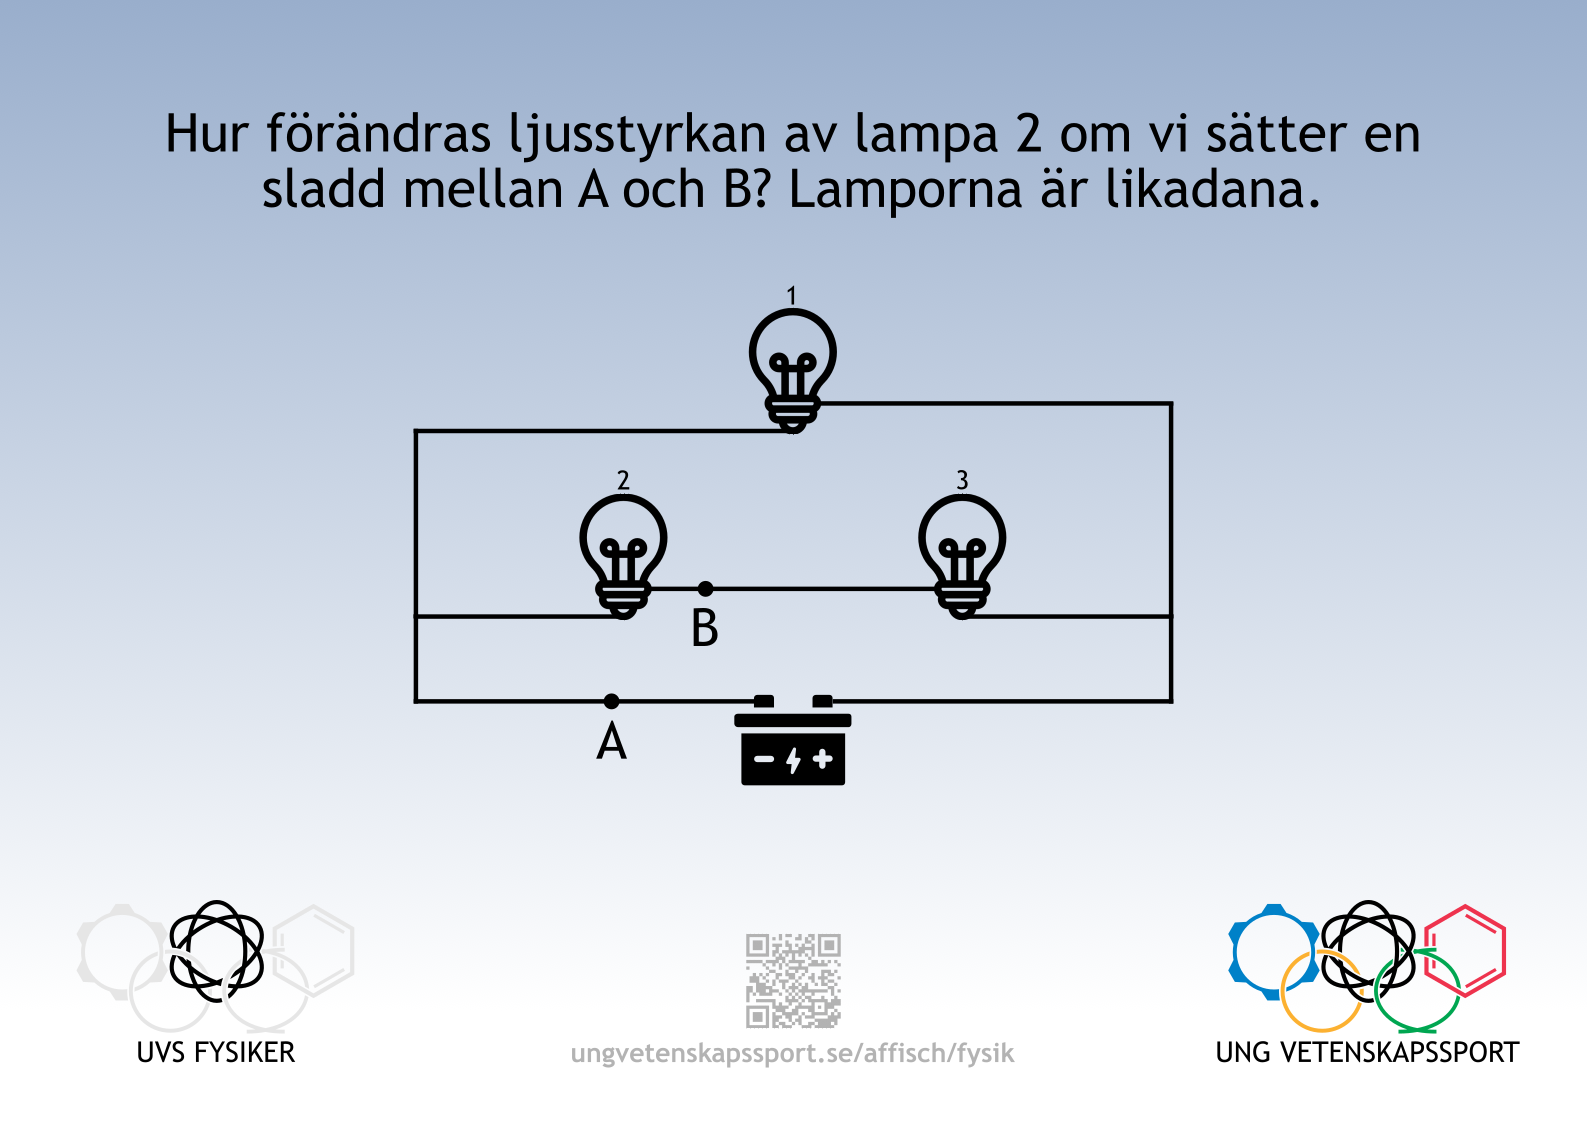 Hur förändras ljusstyrkan av lampa 2 om vi sätter en
sladd mellan A och B? Lamporna är likadana.
1
2
3
B
A
UVS FYSIKER
ungvetenskapssport.se/affisch/fysik
UNG VETENSKAPSSPORT